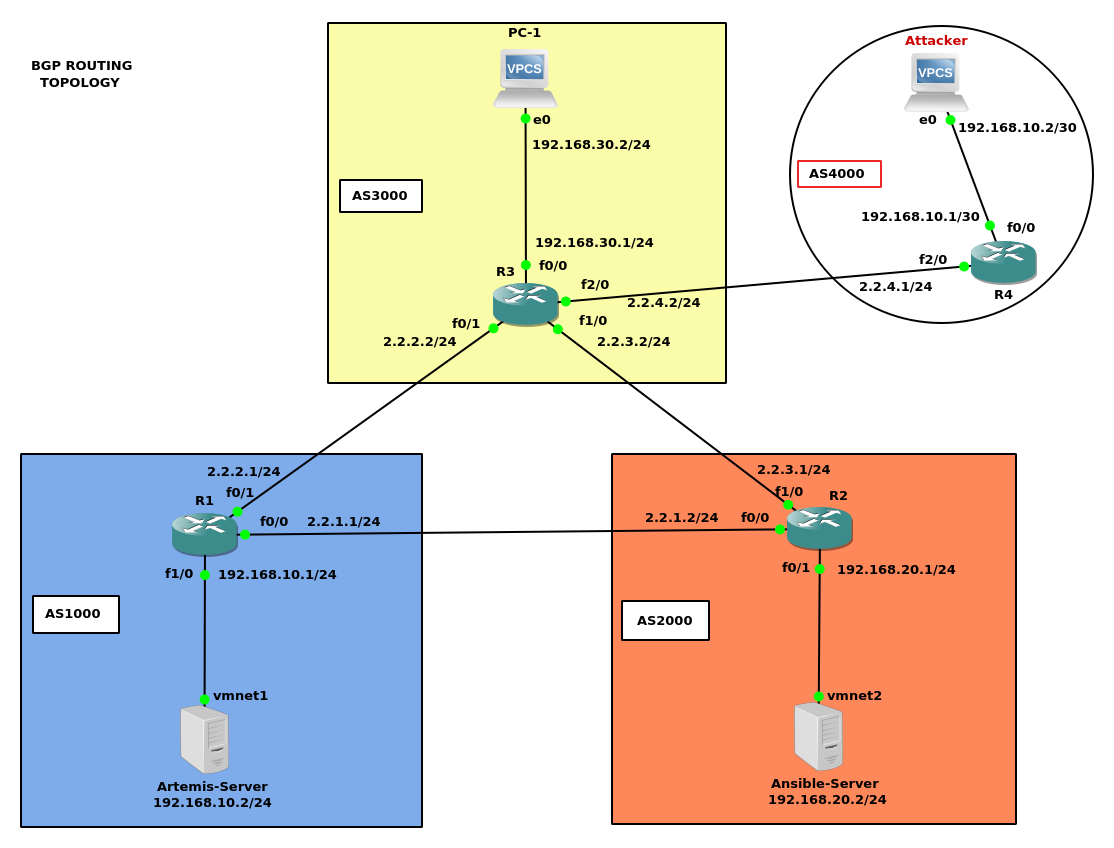 BGP ROUTING
TOPOLOGY
PC-1
VPCS
e0
192.168.30.2/24
AS3000
192.168.30.1/24
f0/0
R3
f2/0
2.2.4.2/24
f0/1
f1/0
2.2.2.2/24
2.2.3.2/24
Attacker
VPCS
e0
192.168.10.2/30
AS4000
192.168.10.1/30
f0/0
f2/0
2.2.4.1/24
R4
2.2.2.1/24
f0/1
R1
f0/0
2.2.1.1/24
f1/0
192.168.10.1/24
AS1000
vmnet1
Artemis-Server
192.168.10.2/24
2.2.3.1/24
f1/0
R2
2.2.1.2/24
f0/0
f0/1
192.168.20.1/24
AS2000
vmnet2
Ansible-Server
192.168.20.2/24